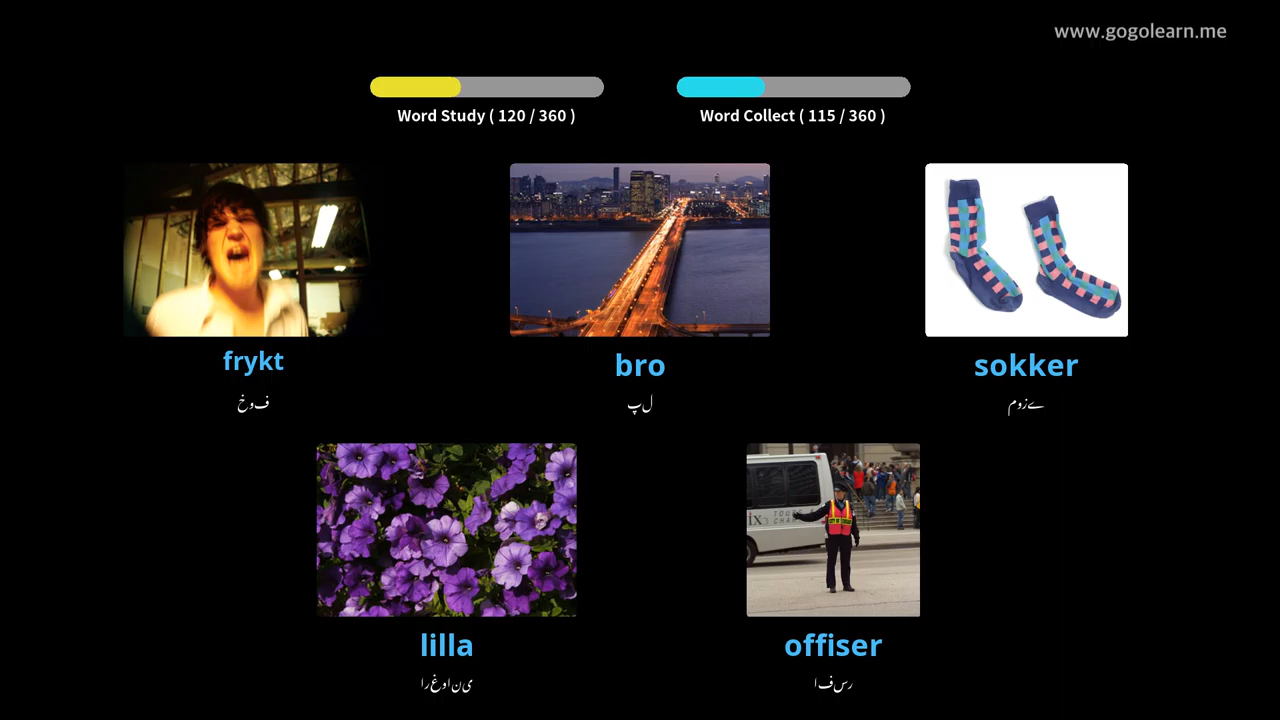 www.gogolearn.me
Word Study ( 120 / 360 )
Word Collect ( 115 / 360 )
frykt
خوف
bro
پل
sokker
موزے
lilla
ارغوانی
offiser
افسر